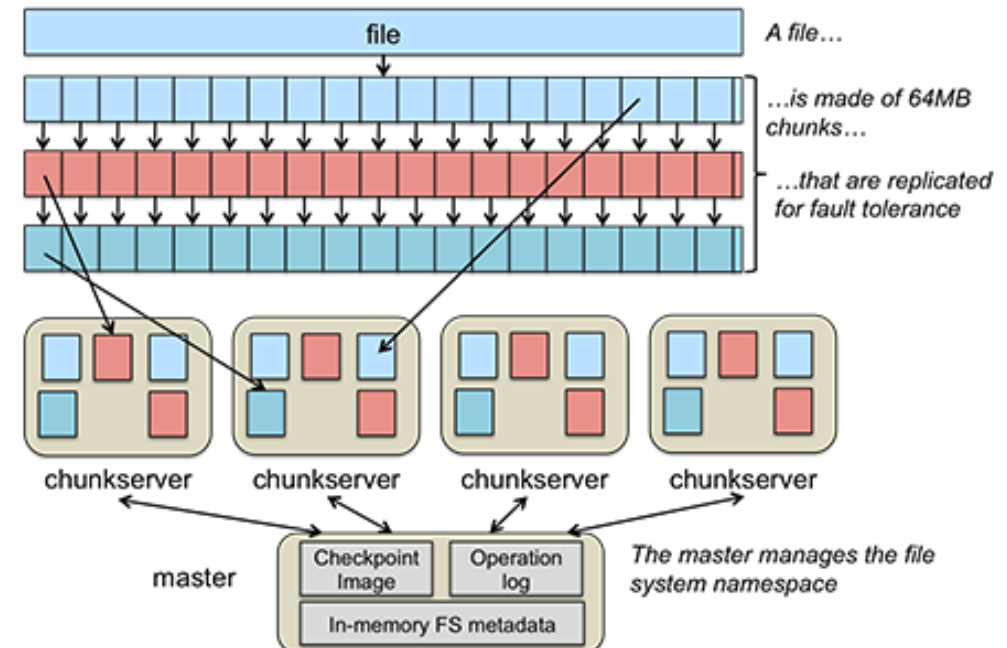 file
A file…
…is made of 64MB
chunks…
…that are replicated
for fault tolerance
chunkserver
chunkserver
chunkserver
chunkserver
master
Checkpoint
Image
Operation
log
In-memory FS metadata
The master manages the file
system namespace